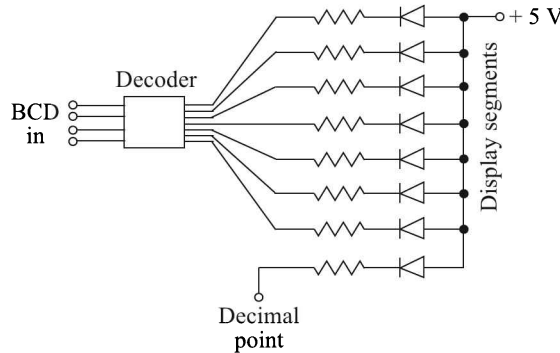 + 5 V
Decoder
BCD
in
Display segments
Decimal
point